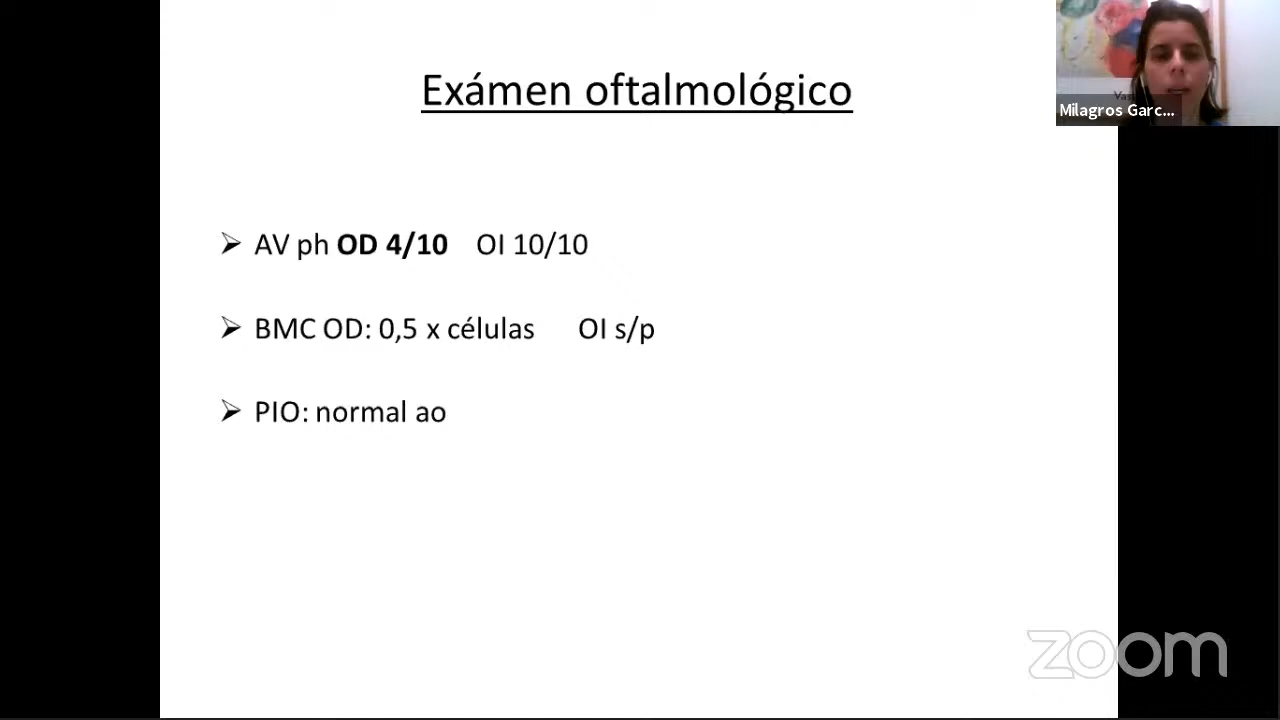 Exámen oftalmológico
Milagros Garc...
AV ph OD 4/10 OI 10/10
BMC OD: 0,5 x células OI s/p
PIO: normal ao
zoom